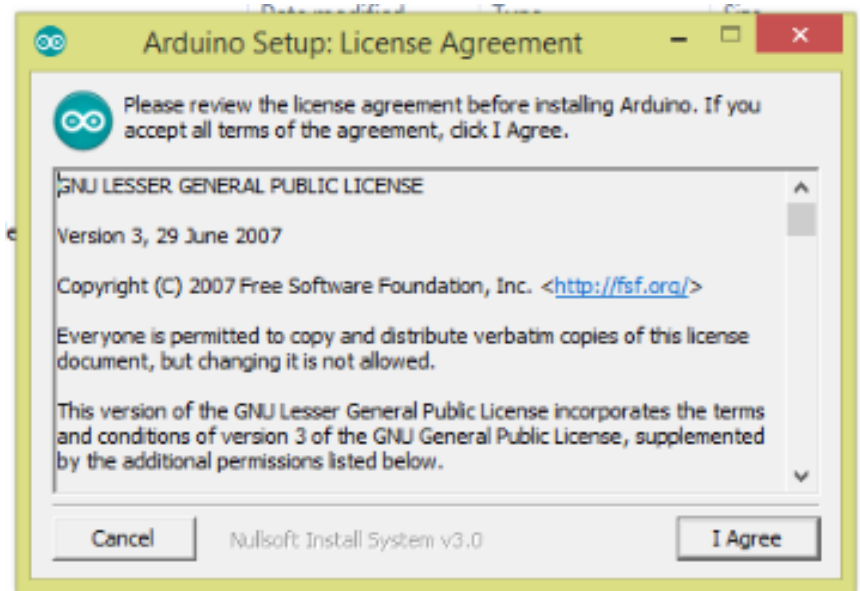 Date modified Type Size
Arduino Setup: License Agreement
Please review the license agreement before installing Arduino. If you
accept all terms of the agreement, click I Agree.
GNU LESSER GENERAL PUBLIC LICENSE
Version 3, 29 June 2007
Copyright (C) 2007 Free Software Foundation, Inc. <http://fsf.org/>
Everyone is permitted to copy and distribute verbatim copies of this license
document, but changing it is not allowed.
This version of the GNU Lesser General Public License incorporates the terms
and conditions of version 3 of the GNU General Public License, supplemented
by the additional permissions listed below.
Cancel Nullsoft Install System v3.0 I Agree